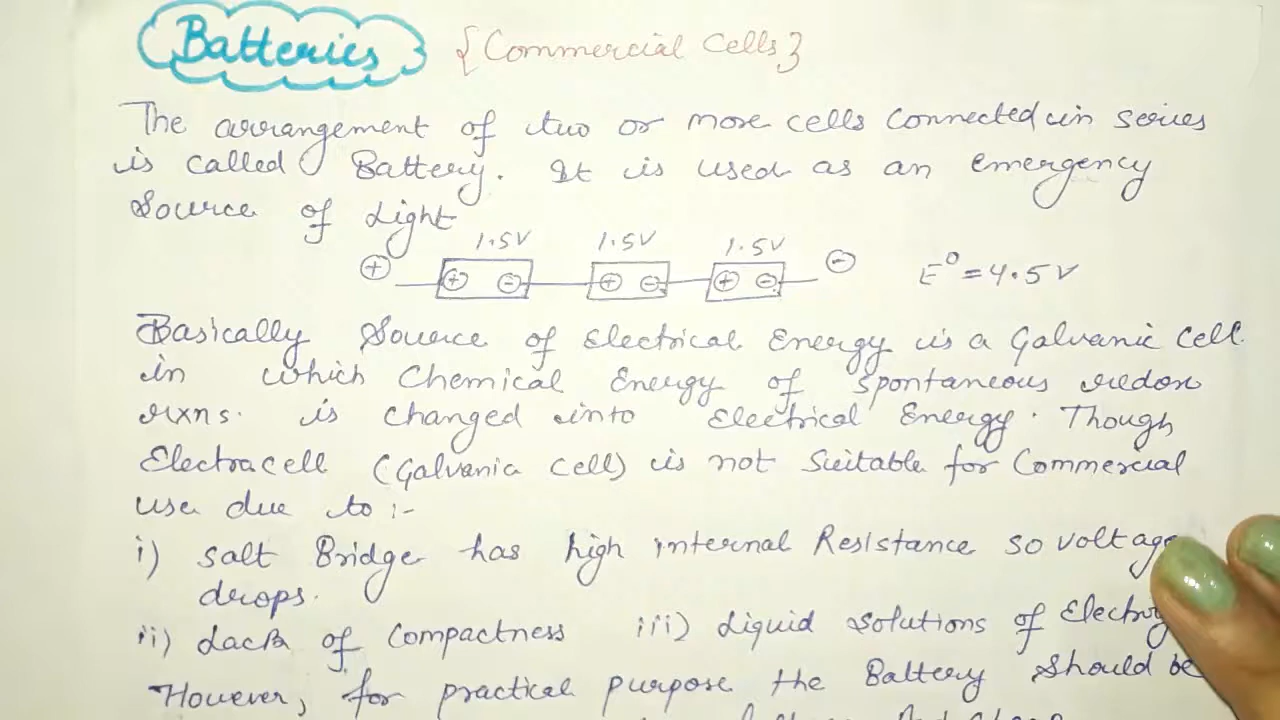 Batteries {Commercial Cells}
The arrangement of two or more cells connected in series
is called Battery. It is used as an emergency
Source of Light
1.5V 1.5V 1.5V
+ + - + - + - - E⁰ = 4.5V
Basically Source of Electrical Energy is a Galvanic Cell
in which Chemical Energy of spontaneous redox
rxns. is changed into Electrical Energy. Though
Electracell (Galvania Cell) is not Suitable for Commercial
use due to :-
i) Salt Bridge has high internal Resistance so voltage
drops.
ii) Lack of Compactness iii) Liquid solutions of
However, for practical purpose the Battery should be